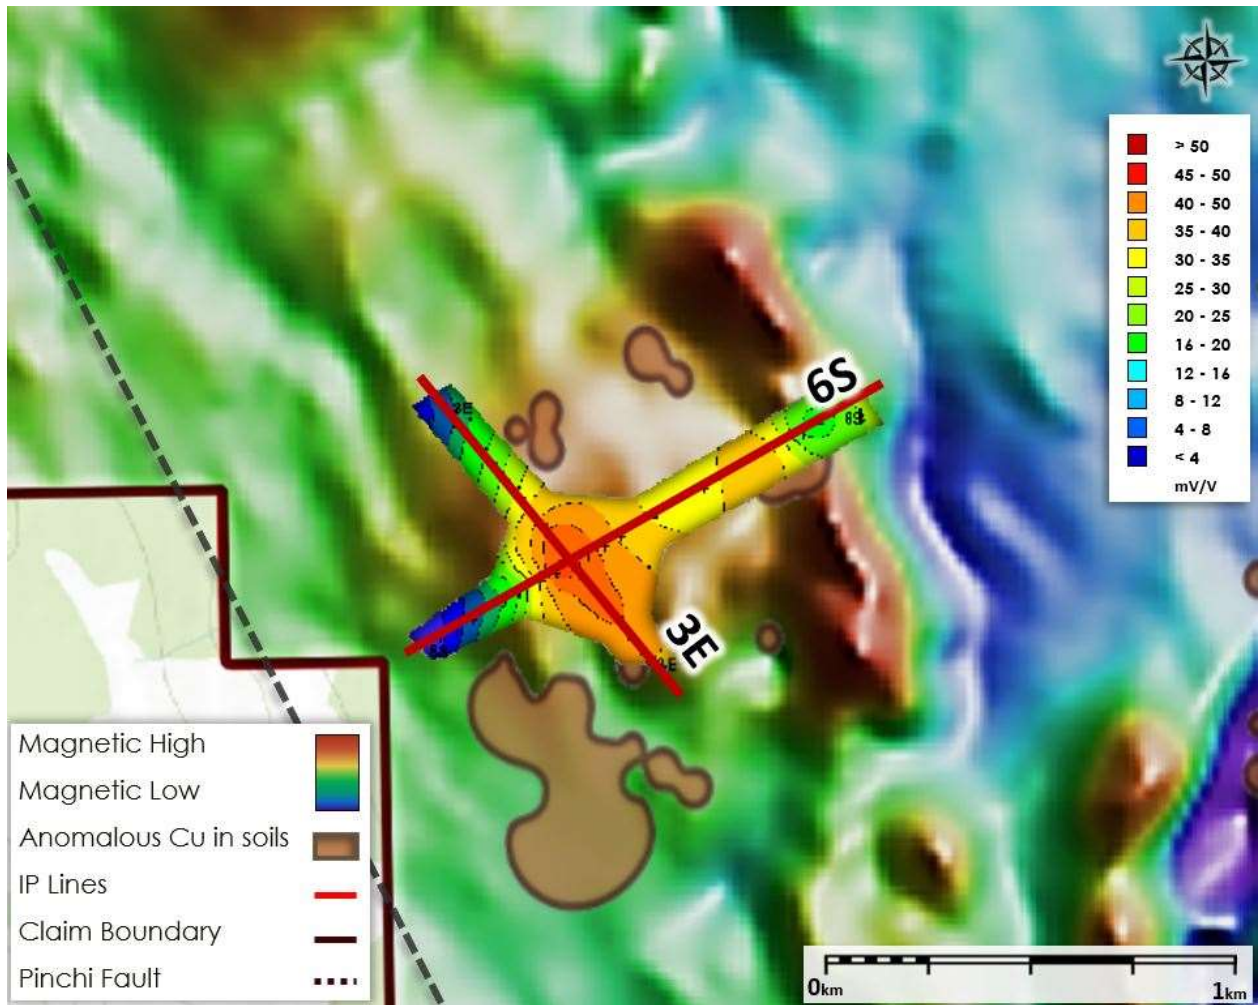 > 50
45 - 50
40 - 50
35 - 40
30 - 35
25 - 30
20 - 25
16 - 20
12 - 16
8 - 12
4 - 8
< 4
mV/V
6S
3E
3E
Magnetic High
Magnetic Low
Anomalous Cu in soils
IP Lines
Claim Boundary
Pinchi Fault
0km
1km